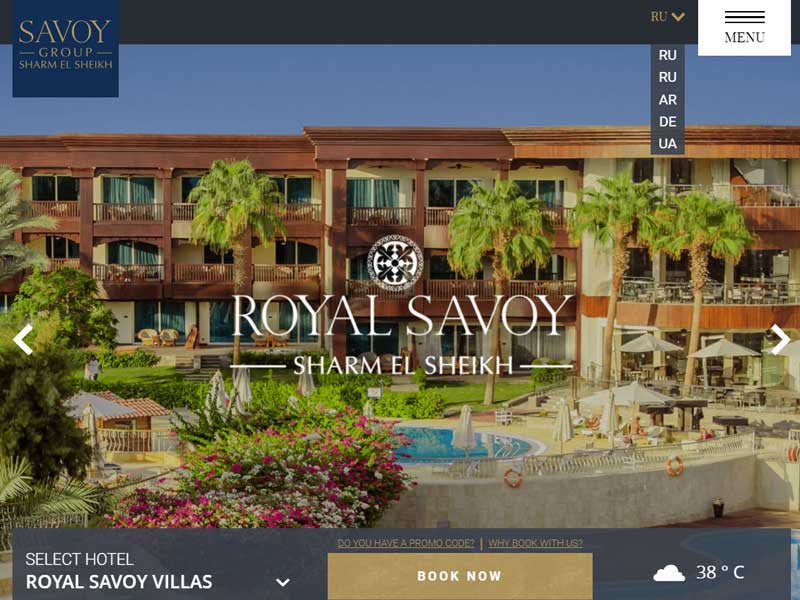 SAVOY
GROUP
SHARM EL SHEIKH
RU
MENU
RU
RU
AR
DE
UA
ROYAL SAVOY
SHARM EL SHEIKH
DO YOU HAVE A PROMO CODE? | WHY BOOK WITH US?
SELECT HOTEL
ROYAL SAVOY VILLAS
BOOK NOW
38 ° C